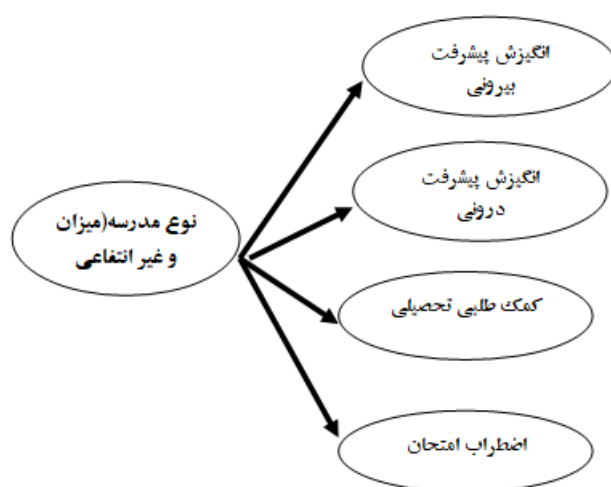 انگیزش پیشرفت
بیرونی
انگیزش پیشرفت
درونی
نوع مدرسه(میزان
و غیر انتفاعی
کمک طلبی تحصیلی
اضطراب امتحان